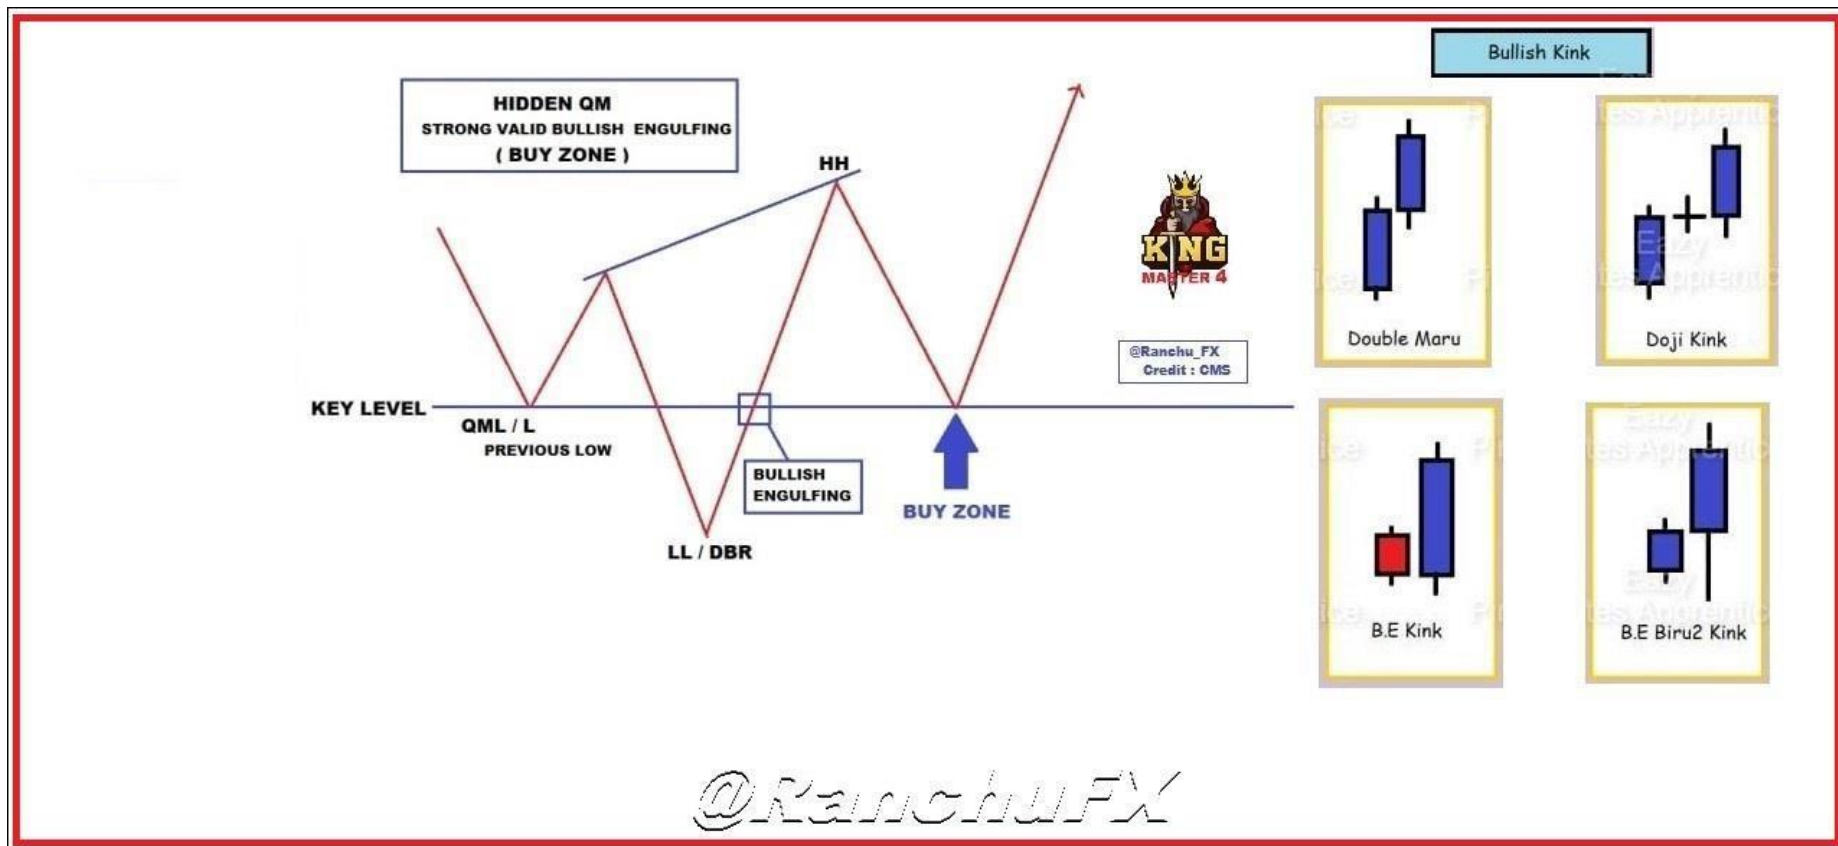 HIDDEN QM
STRONG VALID BULLISH ENGULFING
( BUY ZONE )
HH
KEY LEVEL
QML / L
PREVIOUS LOW
BULLISH
ENGULFING
LL / DBR
BUY ZONE
KING
MASTER 4
@Ranchu_FX
Credit : CMS
Bullish Kink
Double Maru
Doji Kink
B.E Kink
B.E Biru2 Kink
@RanchuFX